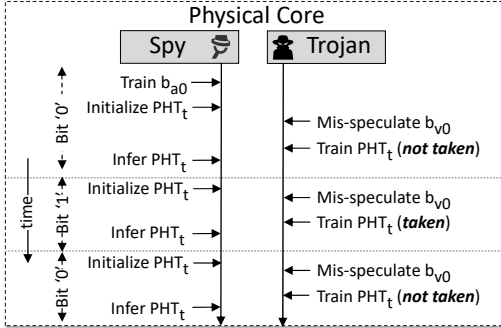 Physical Core
Spy
Trojan
Train b_a0
Initialize PHT_t
Mis-speculate b_v0
Train PHT_t (not taken)
Infer PHT_t
Bit '0'
Initialize PHT_t
Mis-speculate b_v0
Train PHT_t (taken)
Infer PHT_t
Bit '1'
Initialize PHT_t
Mis-speculate b_v0
Train PHT_t (not taken)
Infer PHT_t
Bit '0'
time